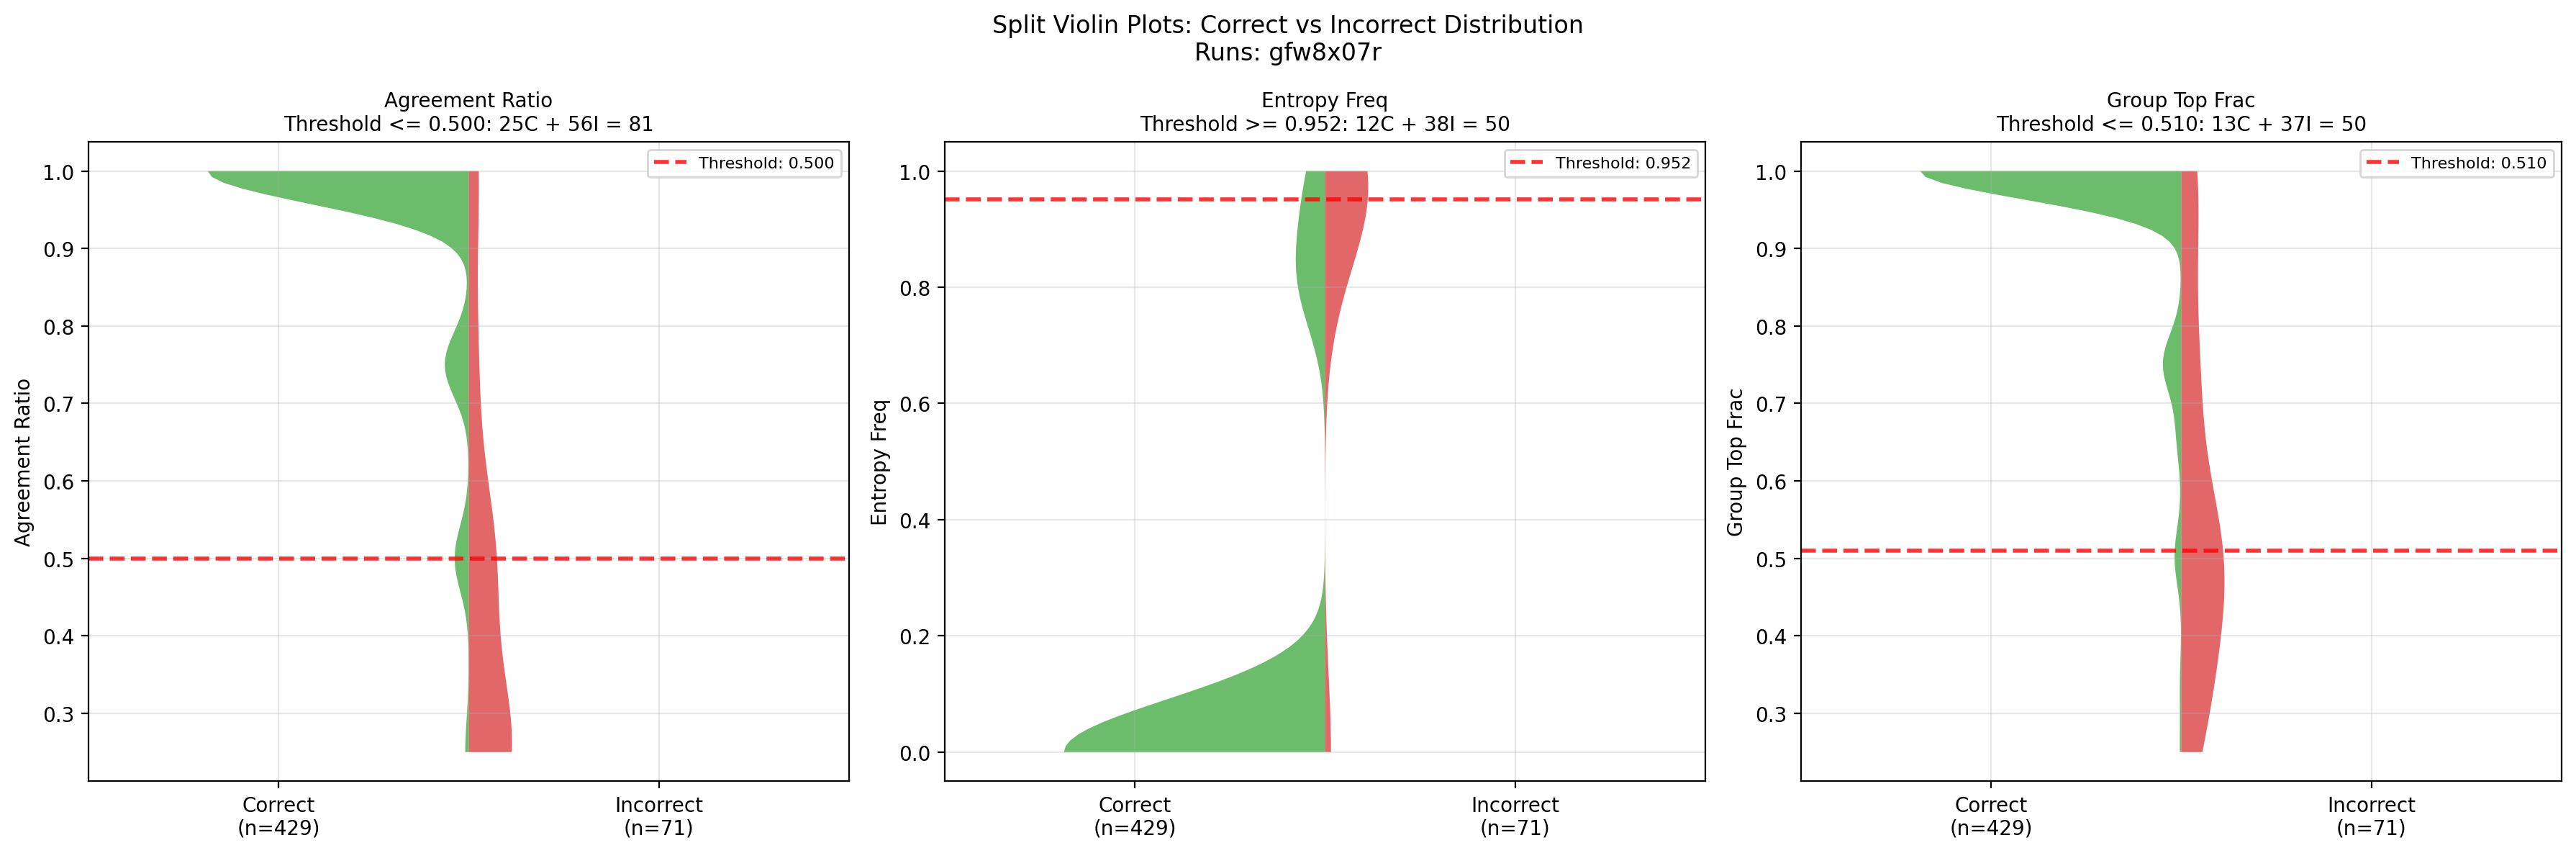 Split Violin Plots: Correct vs Incorrect Distribution
Runs: gfw8x07r
Agreement Ratio
Threshold <= 0.500: 25C + 56I = 81
Threshold: 0.500
1.0
0.9
0.8
0.7
0.6
0.5
0.4
0.3
Agreement Ratio
Correct
(n=429)
Incorrect
(n=71)
Entropy Freq
Threshold >= 0.952: 12C + 38I = 50
Threshold: 0.952
1.0
0.8
0.6
0.4
0.2
0.0
Entropy Freq
Correct
(n=429)
Incorrect
(n=71)
Group Top Frac
Threshold <= 0.510: 13C + 37I = 50
Threshold: 0.510
1.0
0.9
0.8
0.7
0.6
0.5
0.4
0.3
Group Top Frac
Correct
(n=429)
Incorrect
(n=71)